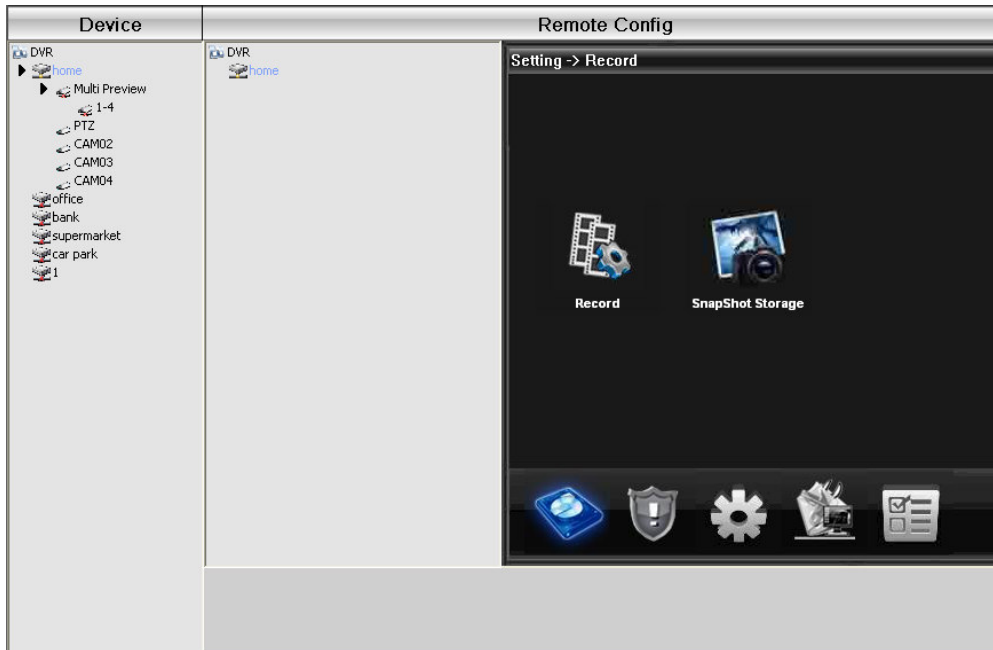 Device
Remote Config
DVR
home
Multi Preview
1-4
PTZ
CAM02
CAM03
CAM04
office
bank
supermarket
car park
1
DVR
home
Setting -> Record
Record
SnapShot Storage